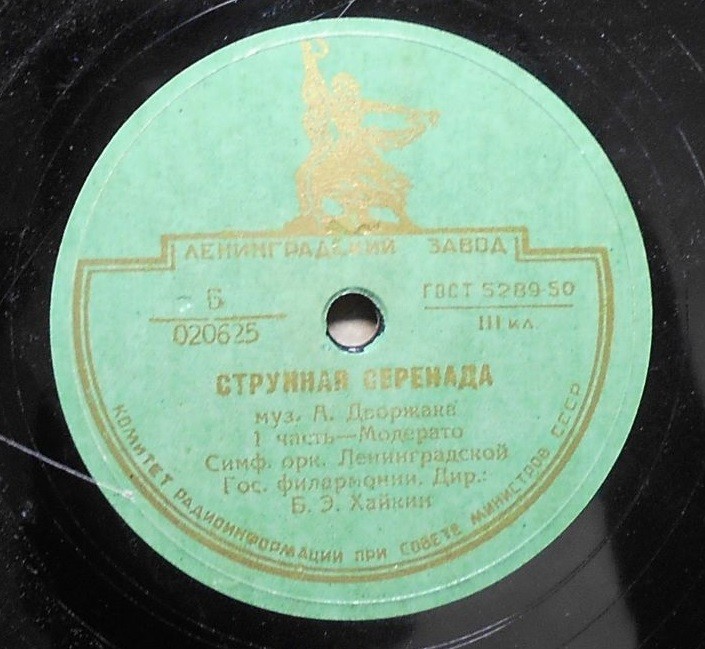 ЛЕНИНГРАДСКИЙ ЗАВОД
Б
020625
ГОСТ 5289-50
III кл.
СТРУННАЯ СЕРЕНАДА
муз. А. Дворжака
1 часть—Модерато
Симф. орк. Ленинградской
Гос. филармонии. Дир.:
Б. Э. Хайкин
КОМИТЕТ РАДИОИНФОРМАЦИИ ПРИ СОВЕТЕ МИНИСТРОВ СССР